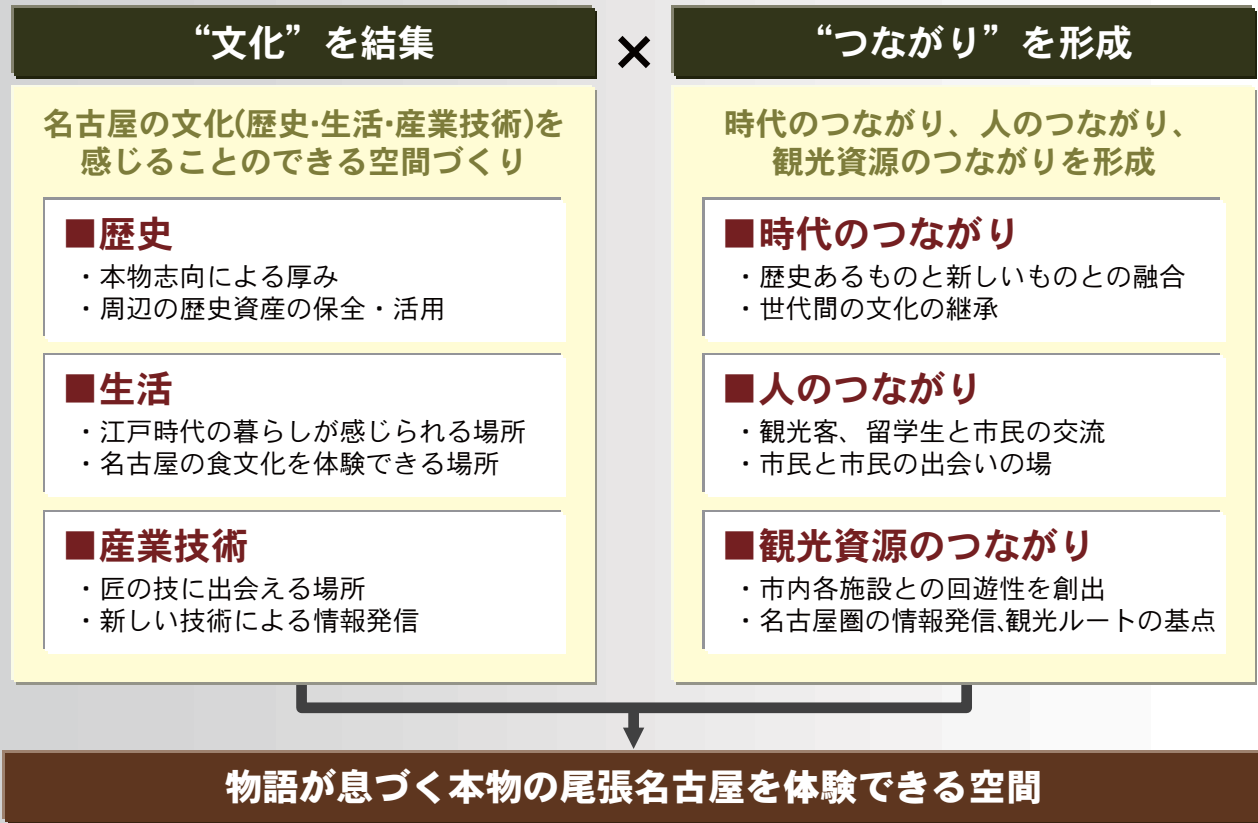 “文化”を結集
×
“つながり”を形成
名古屋の文化(歴史・生活・産業技術)を
感じることのできる空間づくり
■歴史
・本物志向による厚み
・周辺の歴史資産の保全・活用
■生活
・江戸時代の暮らしが感じられる場所
・名古屋の食文化を体験できる場所
■産業技術
・匠の技に出会える場所
・新しい技術による情報発信
時代のつながり、人のつながり、
観光資源のつながりを形成
■時代のつながり
・歴史あるものと新しいものとの融合
・世代間の文化の継承
■人のつながり
・観光客、留学生と市民の交流
・市民と市民の出会いの場
■観光資源のつながり
・市内各施設との回遊性を創出
・名古屋圏の情報発信、観光ルートの基点
物語が息づく本物の尾張名古屋を体験できる空間